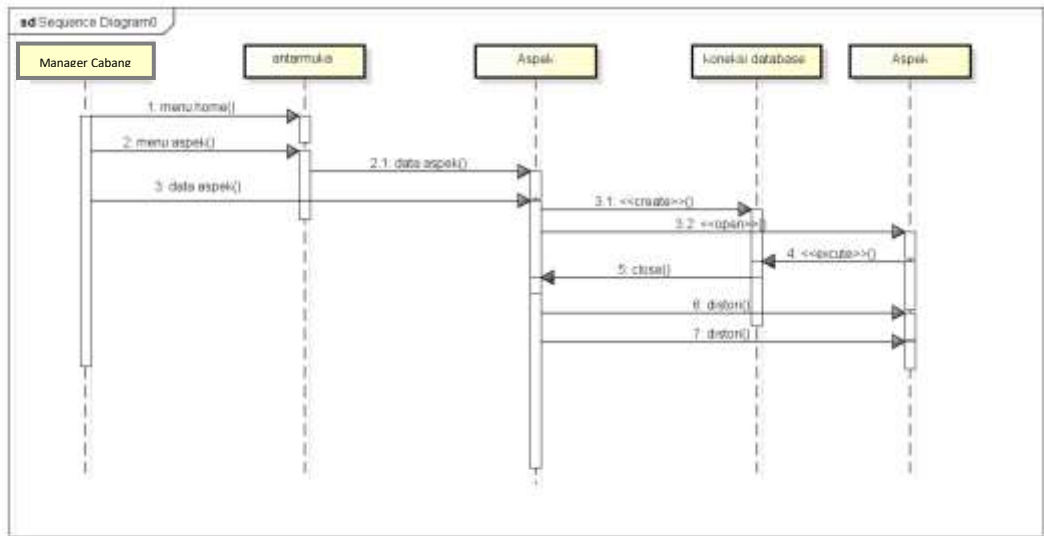 sd Sequence Diagram0
Manager Cabang
antarmuka
Aspek
koneksi database
Aspek
1: menu home()
2: menu aspek()
2.1: data aspek()
3: data aspek()
3.1: <<create>>()
3.2: <<open>>()
4: <<excute>>()
5: close()
6: distori()
7: distori()